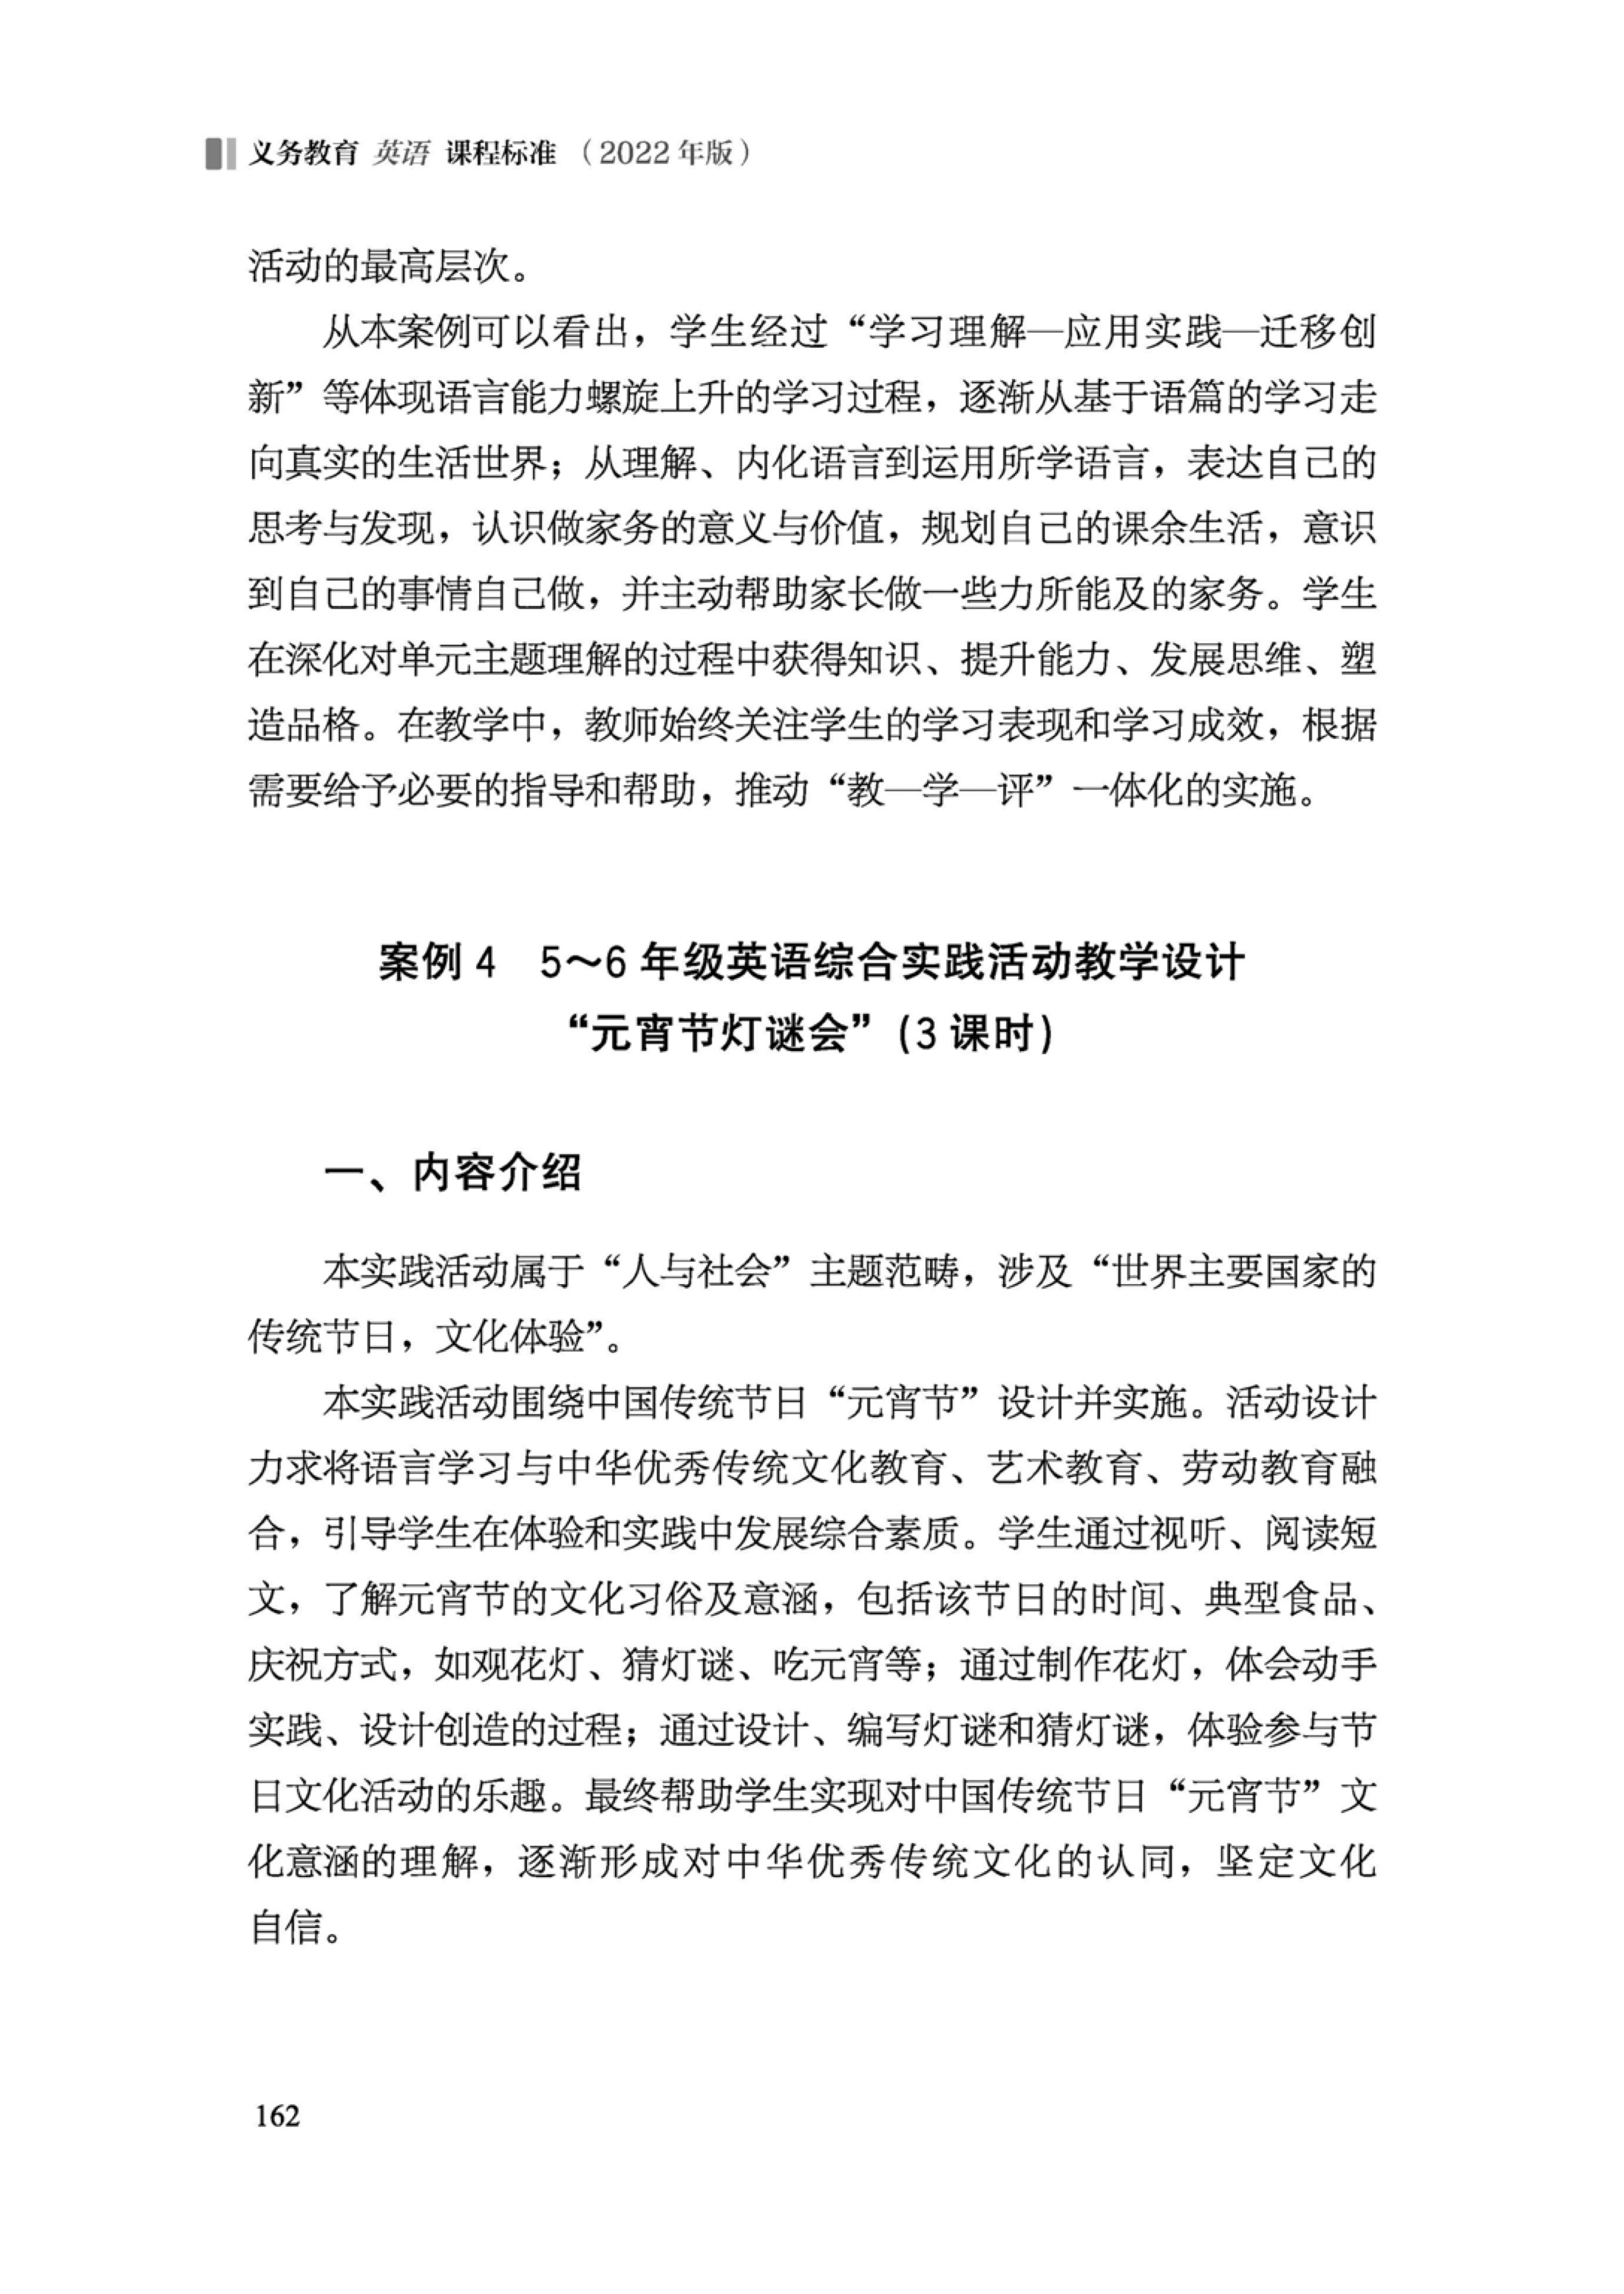 义务教育 英语 课程标准（2022年版）
活动的最高层次。
从本案例可以看出，学生经过“学习理解—应用实践—迁移创
新”等体现语言能力螺旋上升的学习过程，逐渐从基于语篇的学习走
向真实的生活世界；从理解、内化语言到运用所学语言，表达自己的
思考与发现，认识做家务的意义与价值，规划自己的课余生活，意识
到自己的事情自己做，并主动帮助家长做一些力所能及的家务。学生
在深化对单元主题理解的过程中获得知识、提升能力、发展思维、塑
造品格。在教学中，教师始终关注学生的学习表现和学习成效，根据
需要给予必要的指导和帮助，推动“教—学—评”一体化的实施。
案例4 5～6年级英语综合实践活动教学设计
“元宵节灯谜会”(3课时)
一、内容介绍
本实践活动属于“人与社会”主题范畴，涉及“世界主要国家的
传统节日，文化体验”。
本实践活动围绕中国传统节日“元宵节”设计并实施。活动设计
力求将语言学习与中华优秀传统文化教育、艺术教育、劳动教育融
合，引导学生在体验和实践中发展综合素质。学生通过视听、阅读短
文，了解元宵节的文化习俗及意涵，包括该节日的时间、典型食品、
庆祝方式，如观花灯、猜灯谜、吃元宵等；通过制作花灯，体会动手
实践、设计创造的过程；通过设计、编写灯谜和猜灯谜，体验参与节
日文化活动的乐趣。最终帮助学生实现对中国传统节日“元宵节”文
化意涵的理解，逐渐形成对中华优秀传统文化的认同，坚定文化
自信。
162